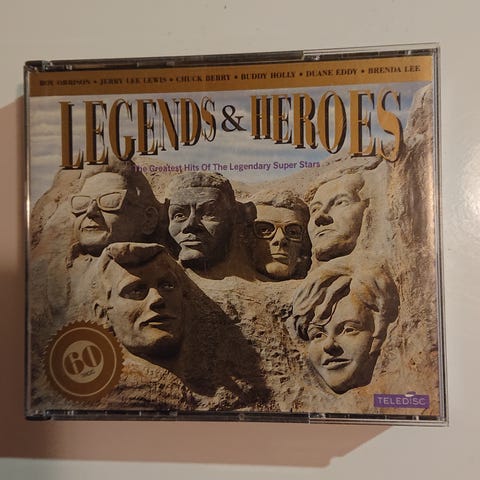 ROY ORBISON • JERRY LEE LEWIS • CHUCK BERRY • BUDDY HOLLY • DUANE EDDY • BRENDA LEE
LEGENDS & HEROES
The Greatest Hits Of The Legendary Super Stars
60
TELEDISC